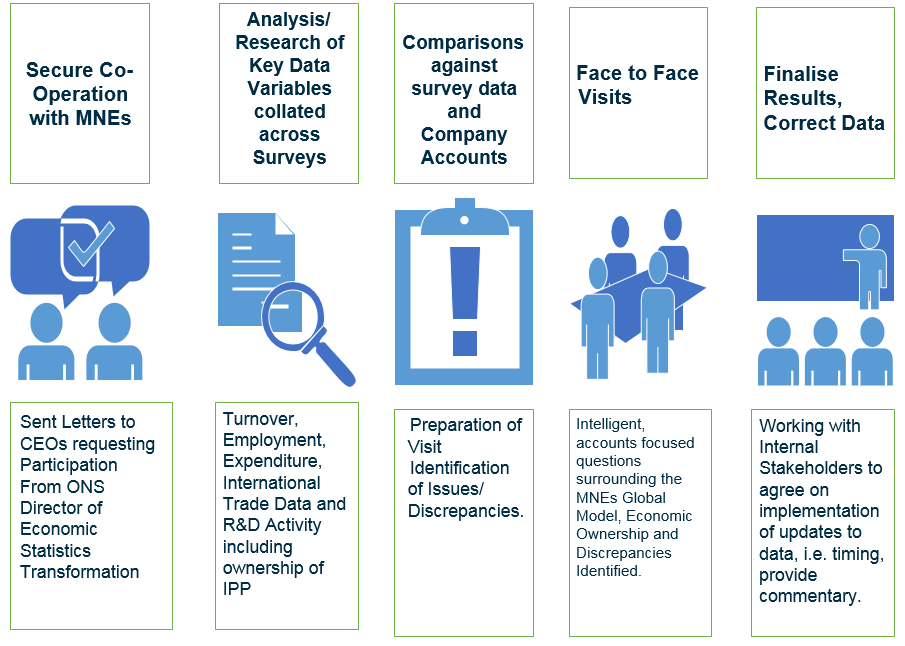 Secure Co-
Operation
with MNEs
Analysis/
Research of
Key Data
Variables
collated
across
Surveys
Comparisons
against
survey data
and
Company
Accounts
Face to Face
Visits
Finalise
Results,
Correct Data
Sent Letters to
CEOs requesting
Participation
From ONS
Director of
Economic
Statistics
Transformation
Turnover,
Employment,
Expenditure,
International
Trade Data and
R&D Activity
including
ownership of
IPP
Preparation of
Visit
Identification
of Issues/
Discrepancies.
Intelligent,
accounts focused
questions
surrounding the
MNEs Global
Model, Economic
Ownership and
Discrepancies
Identified.
Working with
Internal
Stakeholders to
agree on
implementation
of updates to
data, i.e. timing,
provide
commentary.